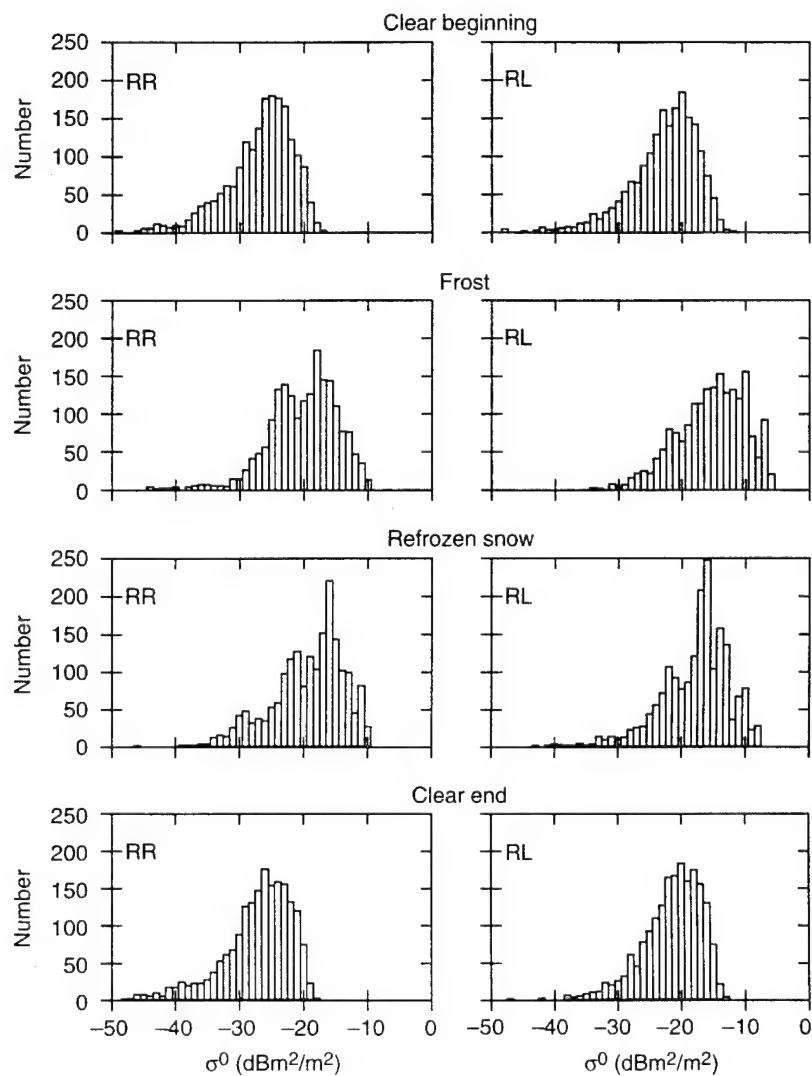 Clear beginning
250
200
150
100
50
0
Number
RR
RL
Frost
250
200
150
100
50
0
Number
RR
RL
Refrozen snow
250
200
150
100
50
0
Number
RR
RL
Clear end
250
200
150
100
50
0
Number
RR
RL
−50 −40 −30 −20 −10 0
−50 −40 −30 −20 −10 0
σ⁰ (dBm²/m²)
σ⁰ (dBm²/m²)